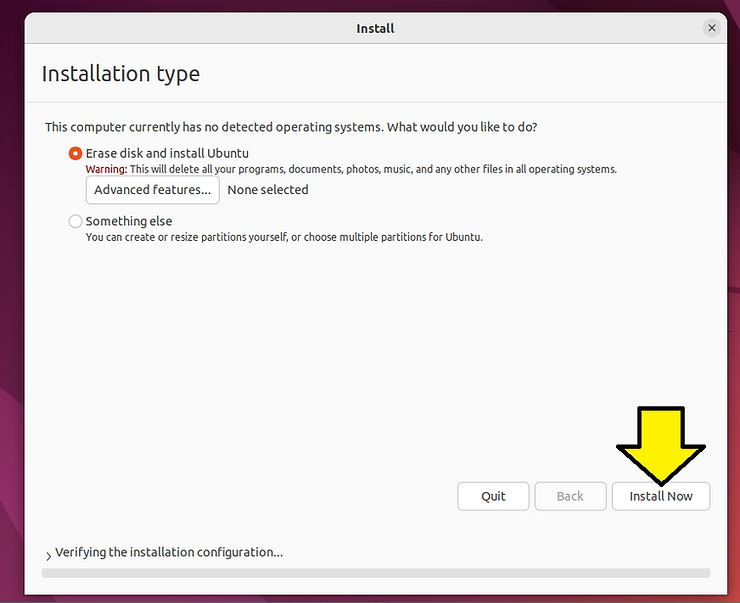 Install
Installation type
This computer currently has no detected operating systems. What would you like to do?
Erase disk and install Ubuntu
Warning: This will delete all your programs, documents, photos, music, and any other files in all operating systems.
Advanced features... None selected
Something else
You can create or resize partitions yourself, or choose multiple partitions for Ubuntu.
Quit Back Install Now
Verifying the installation configuration...